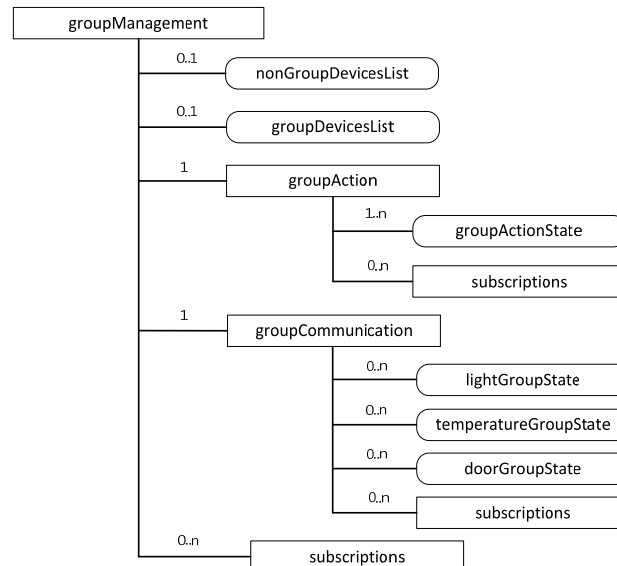 groupManagement
0..1
nonGroupDevicesList
0..1
groupDevicesList
1
groupAction
1..n
groupActionState
0..n
subscriptions
1
groupCommunication
0..n
lightGroupState
0..n
temperatureGroupState
0..n
doorGroupState
0..n
subscriptions
0..n
subscriptions